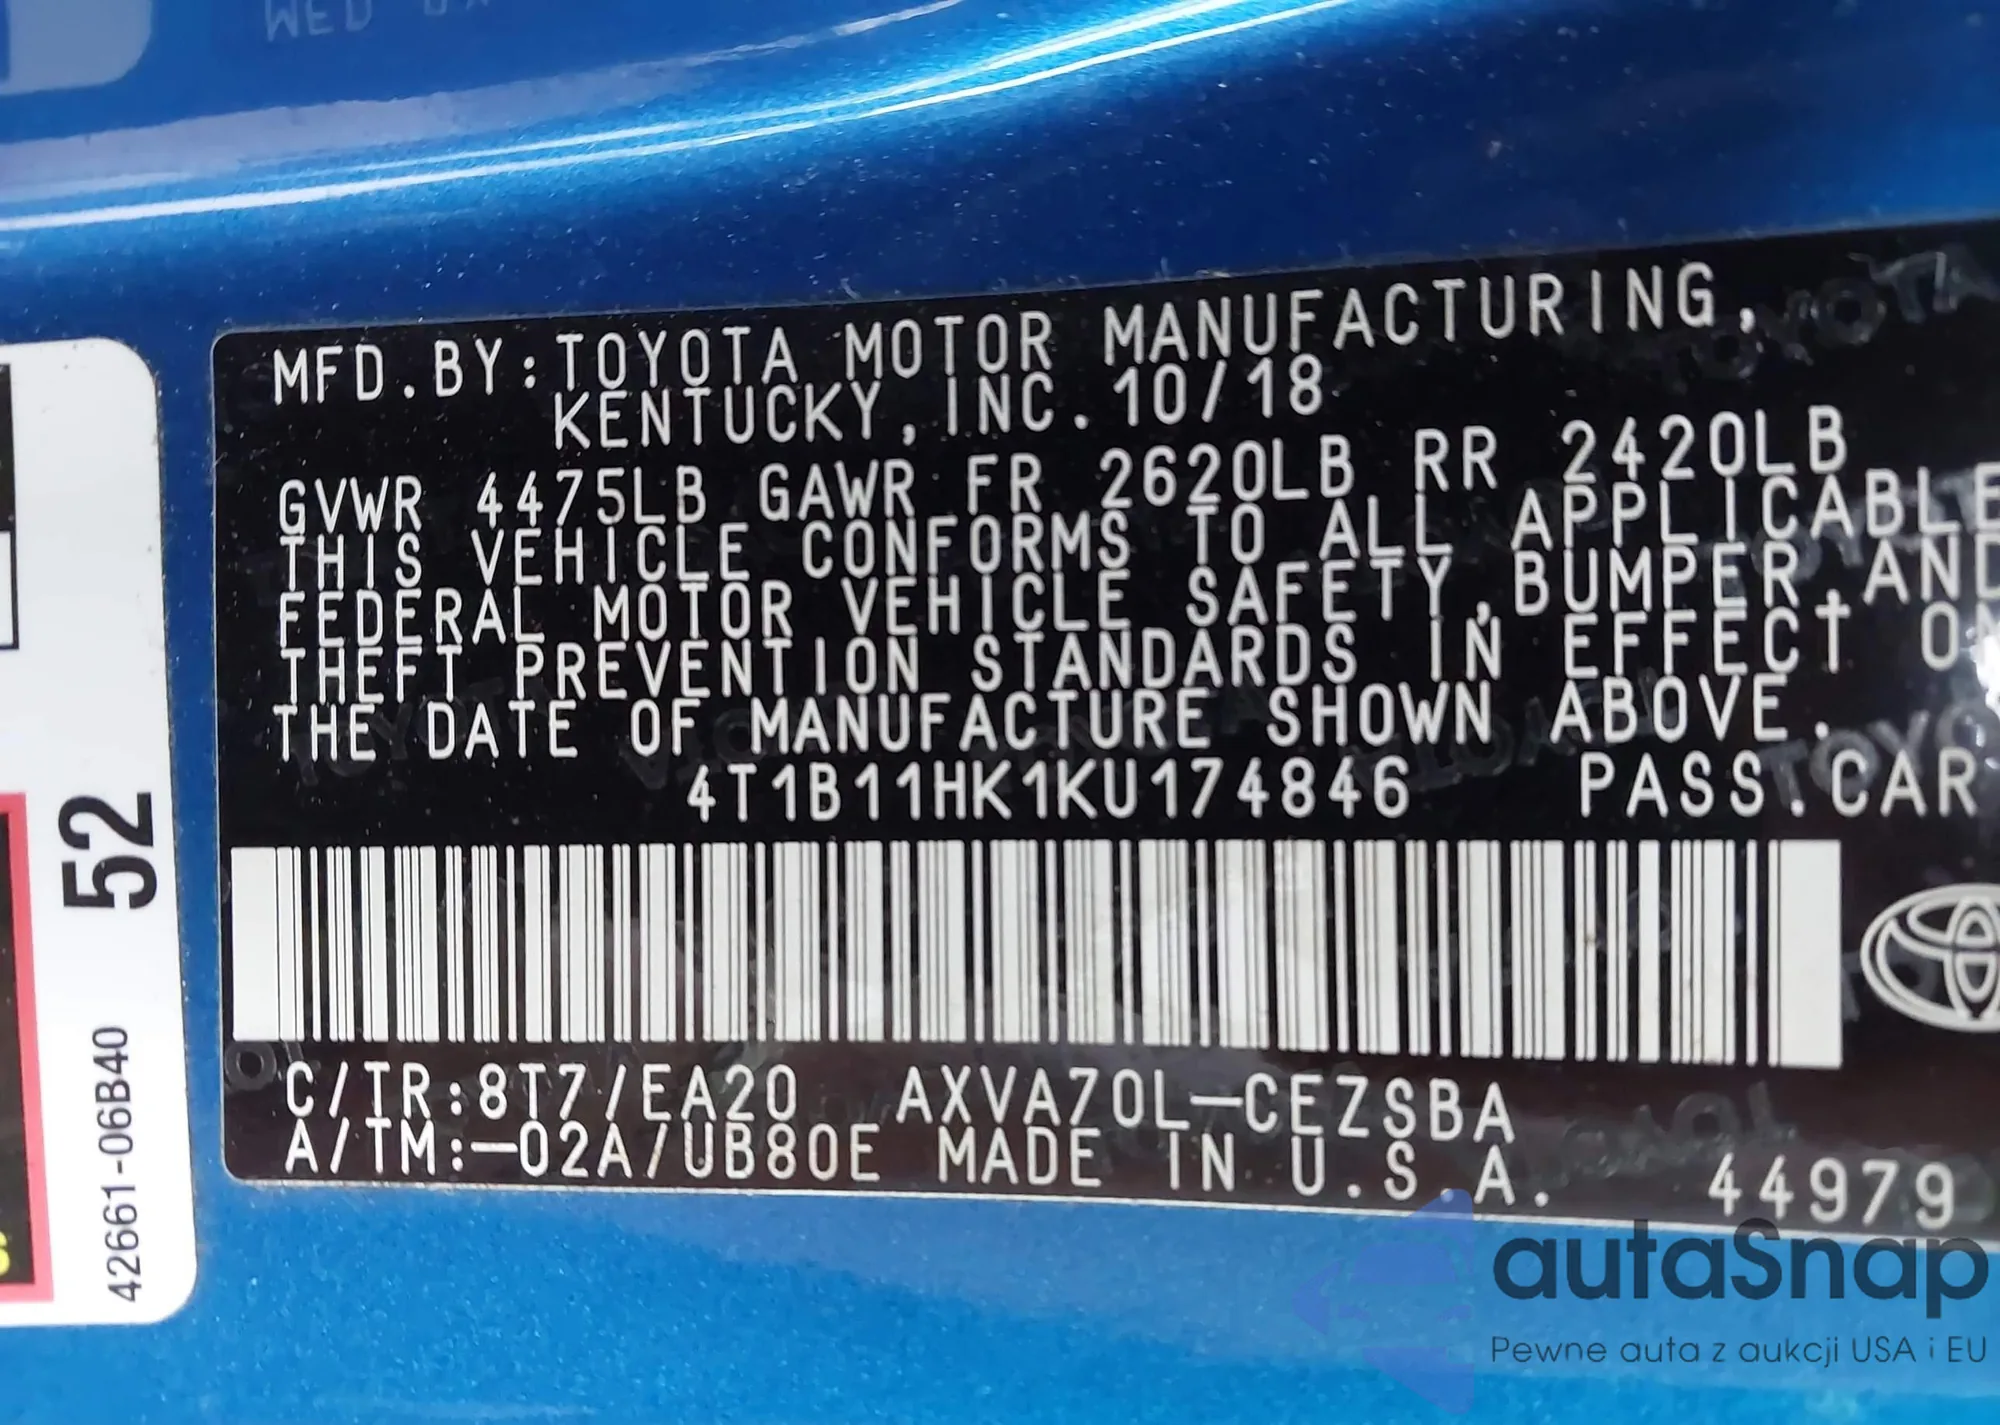 MFD.BY:TOYOTA MOTOR MANUFACTURING,
KENTUCKY,INC.10/18
GVWR 4475LB GAWR FR 2620LB RR 2420LB
THIS VEHICLE CONFORMS TO ALL APPLICABLE
FEDERAL MOTOR VEHICLE SAFETY,BUMPER,AND
THEFT PREVENTION STANDARDS IN EFFECT ON
THE DATE OF MANUFACTURE SHOWN ABOVE.
4T1B11HK1KU174846 PASS.CAR
C/TR:8T7/EA20 AXVA70L-CEZSBA
A/TM:-02A/UB80E MADE IN U.S.A. 44979
52
42661-06B40
autaSnap
Pewne auta z aukcji USA i EU